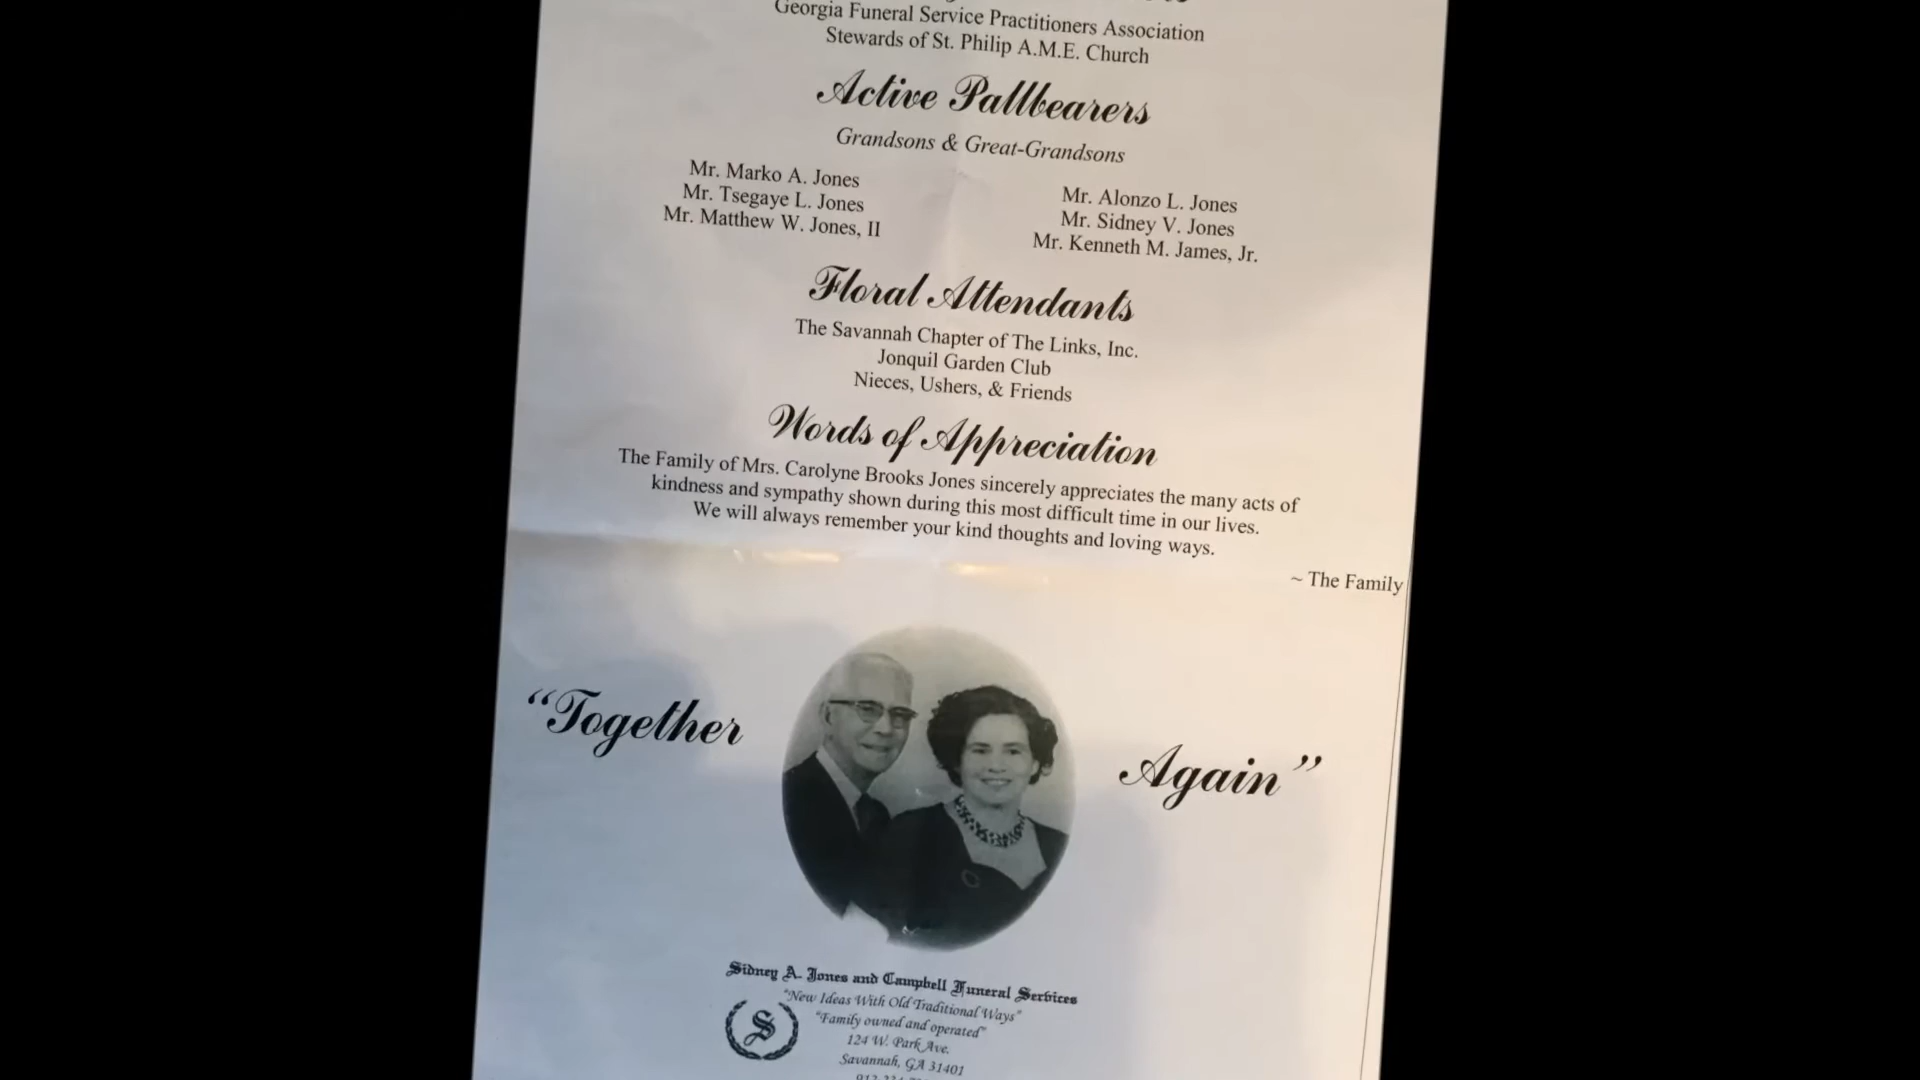 Georgia Funeral Service Practitioners Association
Stewards of St. Philip A.M.E. Church
Active Pallbearers
Grandsons & Great-Grandsons
Mr. Marko A. Jones
Mr. Tsegaye L. Jones
Mr. Matthew W. Jones, II
Mr. Alonzo L. Jones
Mr. Sidney V. Jones
Mr. Kenneth M. James, Jr.
Floral Attendants
The Savannah Chapter of The Links, Inc.
Jonquil Garden Club
Nieces, Ushers, & Friends
Words of Appreciation
The Family of Mrs. Carolyne Brooks Jones sincerely appreciates the many acts of
kindness and sympathy shown during this most difficult time in our lives.
We will always remember your kind thoughts and loving ways.
~ The Family
"Together
Again"
Sidney A. Jones and Campbell Funeral Services
"New Ideas With Old Traditional Ways"
"Family owned and operated"
S
124 W. Park Ave.
Savannah, GA 31401